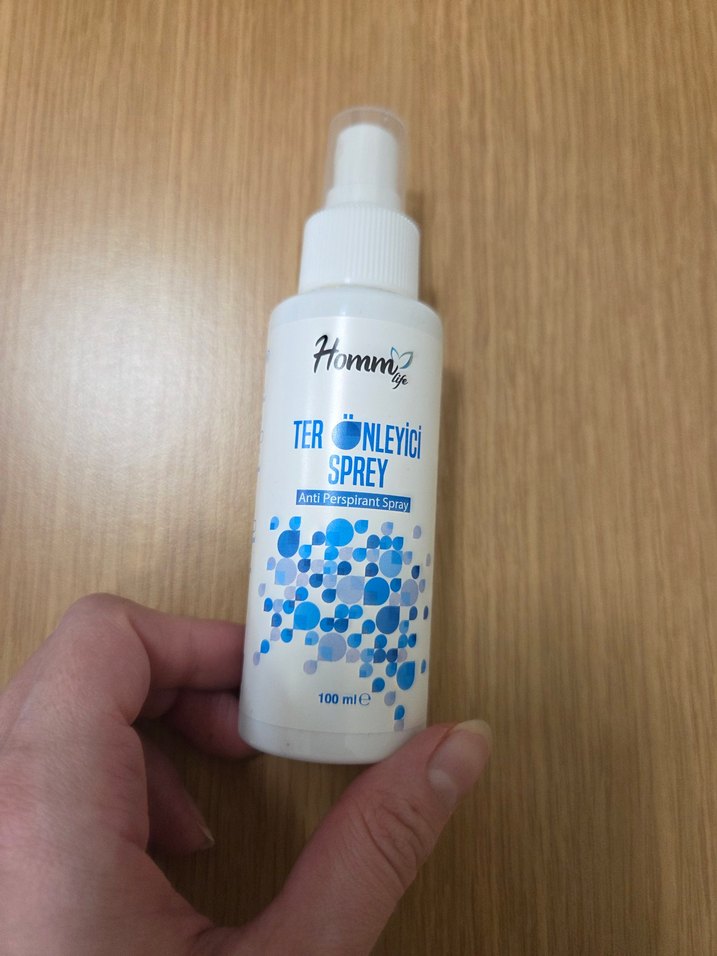 Homm
life
TER ÖNLEYİCİ
SPREY
Anti Perspirant Spray
100 ml ℮